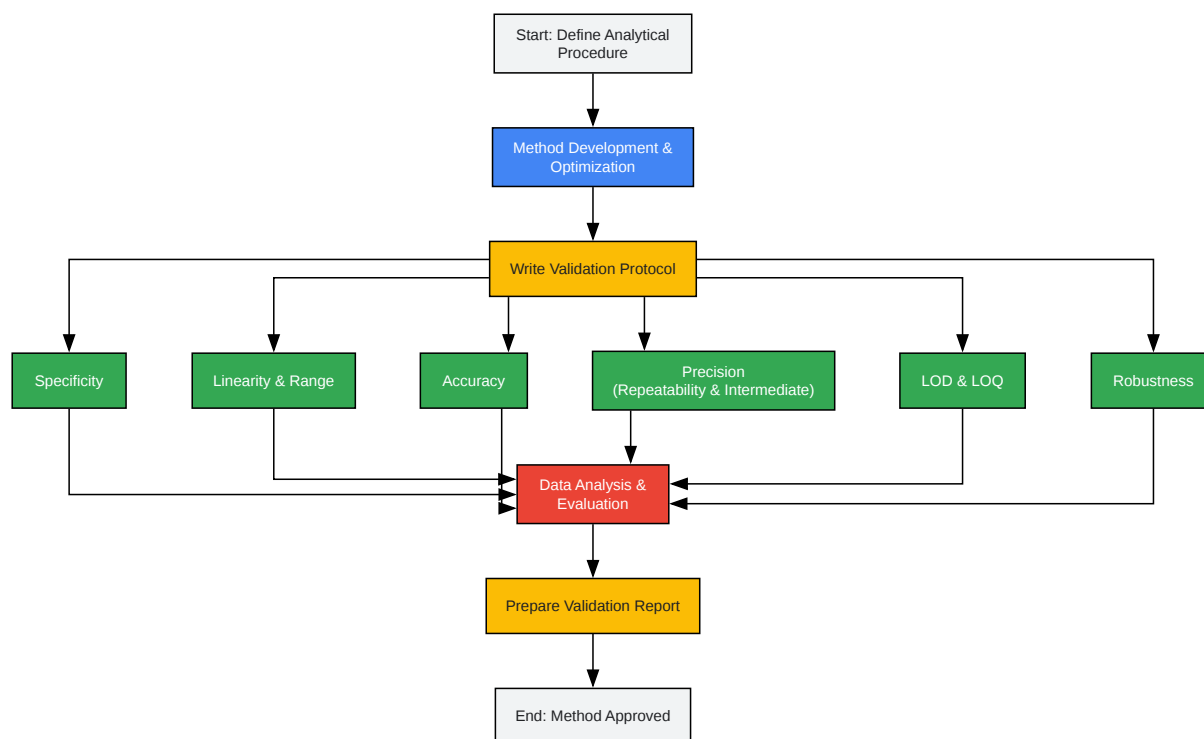 Start: Define Analytical
Procedure
Method Development &
Optimization
Write Validation Protocol
Specificity
Linearity & Range
Accuracy
Precision
(Repeatability & Intermediate)
LOD & LOQ
Robustness
Data Analysis &
Evaluation
Prepare Validation Report
End: Method Approved